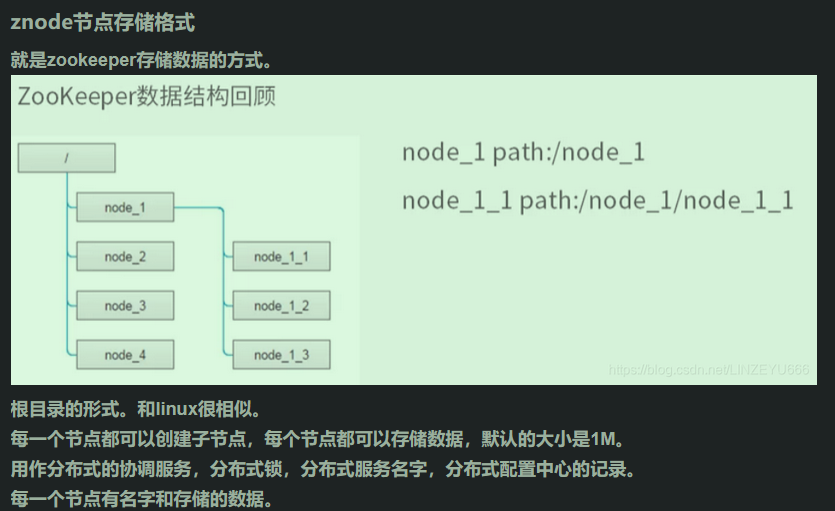 znode节点存储格式
就是zookeeper存储数据的方式。
ZooKeeper数据结构回顾
/
node_1
node_2
node_3
node_4
node_1_1
node_1_2
node_1_3
node_1 path:/node_1
node_1_1 path:/node_1/node_1_1
https://blog.csdn.net/LINZEYU666
根目录的形式。和linux很相似。
每一个节点都可以创建子节点，每个节点都可以存储数据，默认的大小是1M。
用作分布式的协调服务，分布式锁，分布式服务名字，分布式配置中心的记录。
每一个节点有名字和存储的数据。